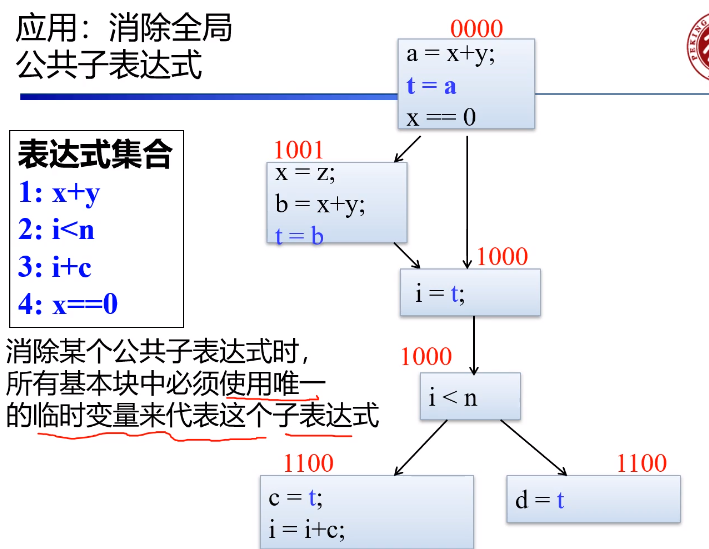 应用：消除全局
公共子表达式
0000
a = x+y;
t = a
x == 0
表达式集合
1: x+y
2: i<n
3: i+c
4: x==0
1001
x = z;
b = x+y;
t = b
1000
i = t;
消除某个公共子表达式时，
所有基本块中必须使用唯一
的临时变量来代表这个子表达式
1000
i < n
1100
c = t;
i = i+c;
1100
d = t